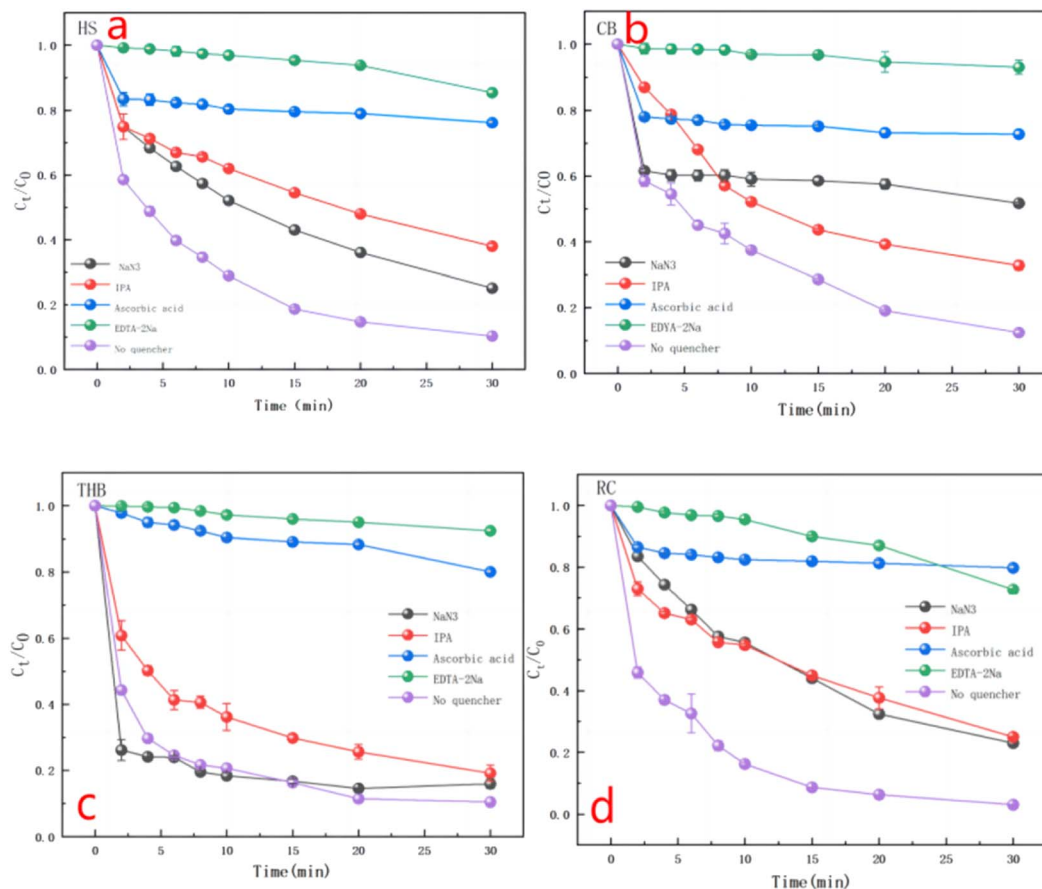 HS
a
1.0
0.8
0.6
0.4
0.2
0.0
Ct/C0
NaN3
IPA
Ascorbic acid
EDTA-2Na
No quencher
0 5 10 15 20 25 30
Time (min)
CB
b
1.0
0.8
0.6
0.4
0.2
0.0
Ct/C0
NaN3
IPA
Ascorbic acid
EDYA-2Na
No quencher
0 5 10 15 20 25 30
Time(min)
THB
1.0
0.8
0.6
0.4
0.2
0.0
Ct/C0
NaN3
IPA
Ascorbic acid
EDTA-2Na
No quencher
c
0 5 10 15 20 25 30
Time(min)
RC
1.0
0.8
0.6
0.4
0.2
0.0
Ct/C0
NaN3
IPA
Ascorbic acid
EDTA-2Na
No quencher
d
0 5 10 15 20 25 30
Time(min)